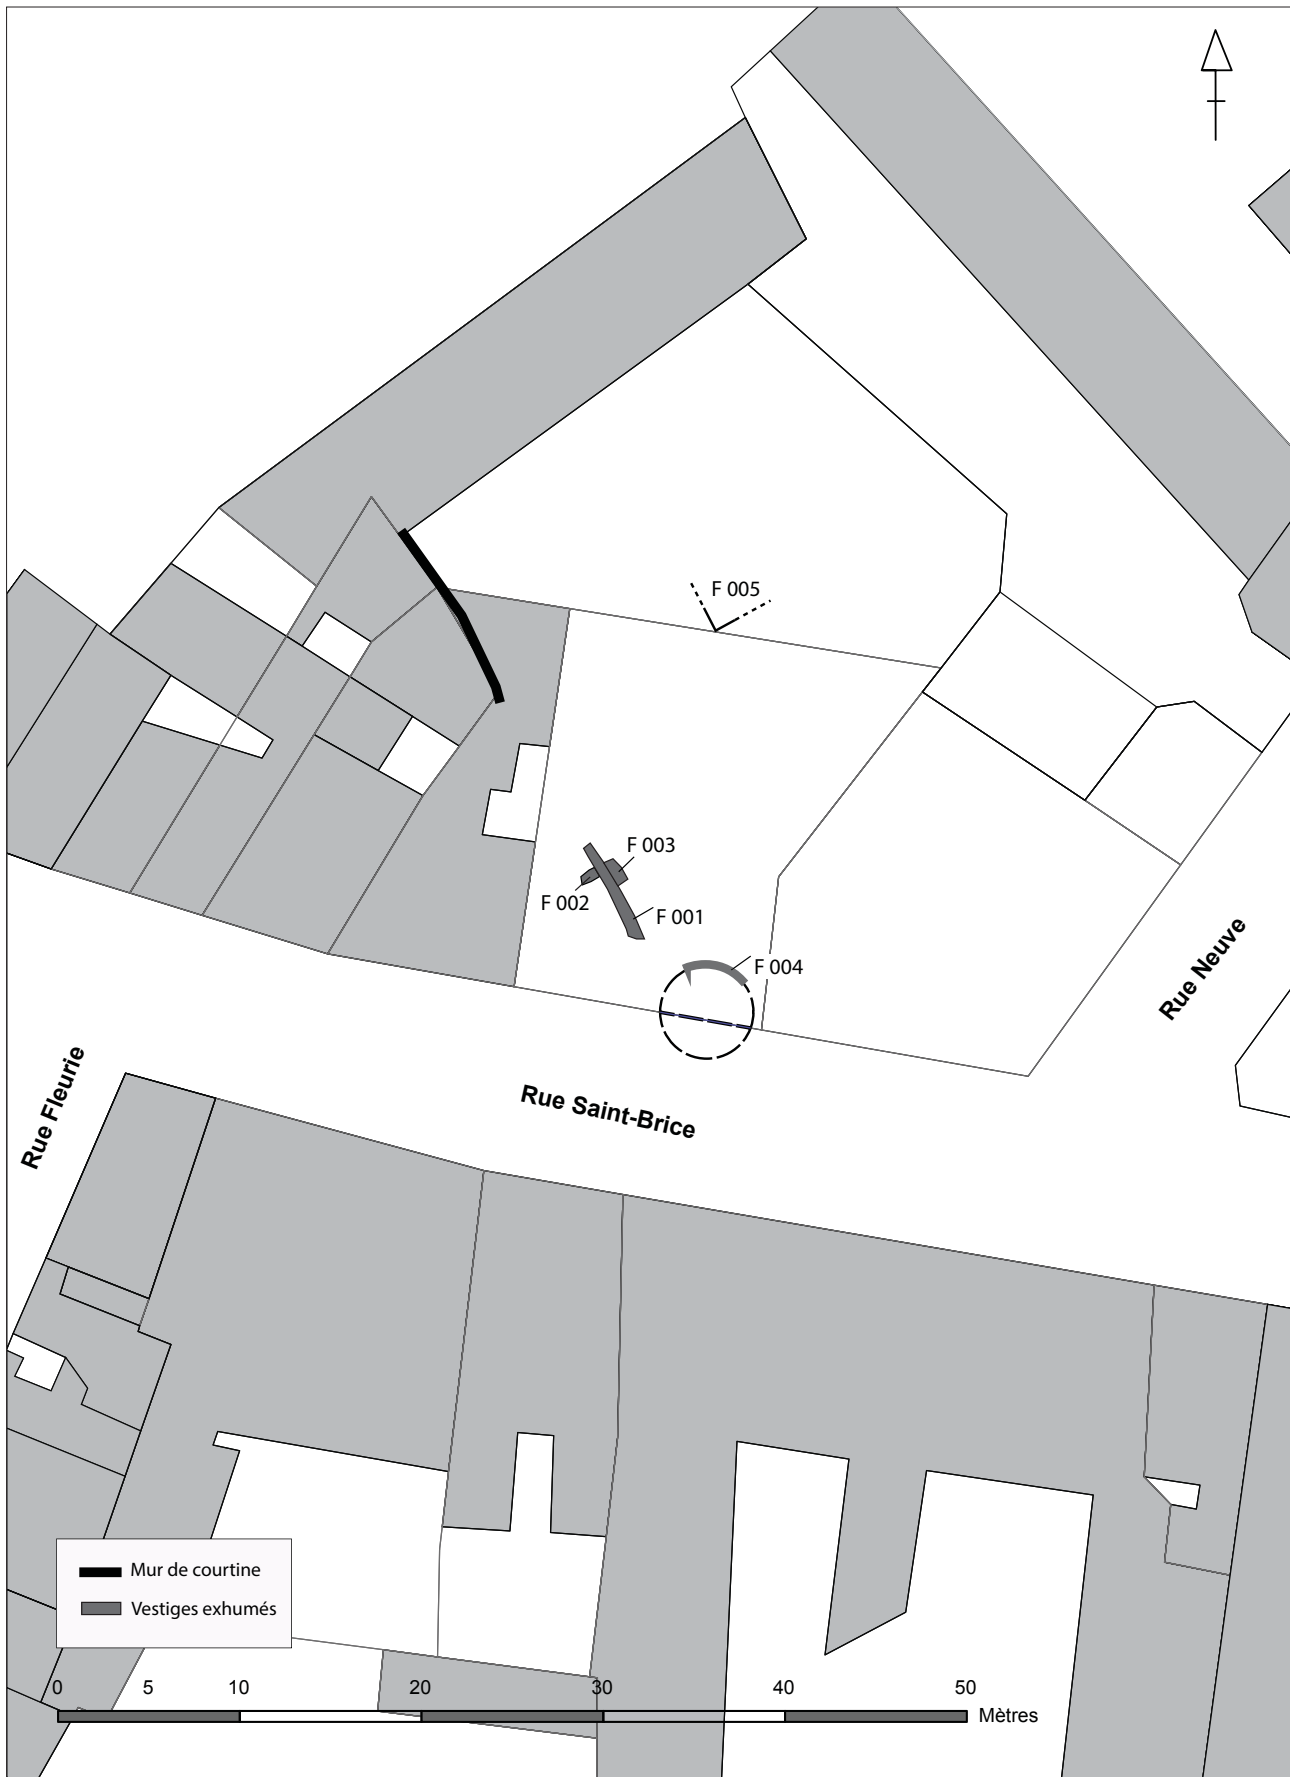 F 005
F 003
F 002
F 001
F 004
Rue Neuve
Rue Fleurie
Rue Saint-Brice
Mur de courtine
Vestiges exhumés
0 5 10 20 30 40 50
Mètres